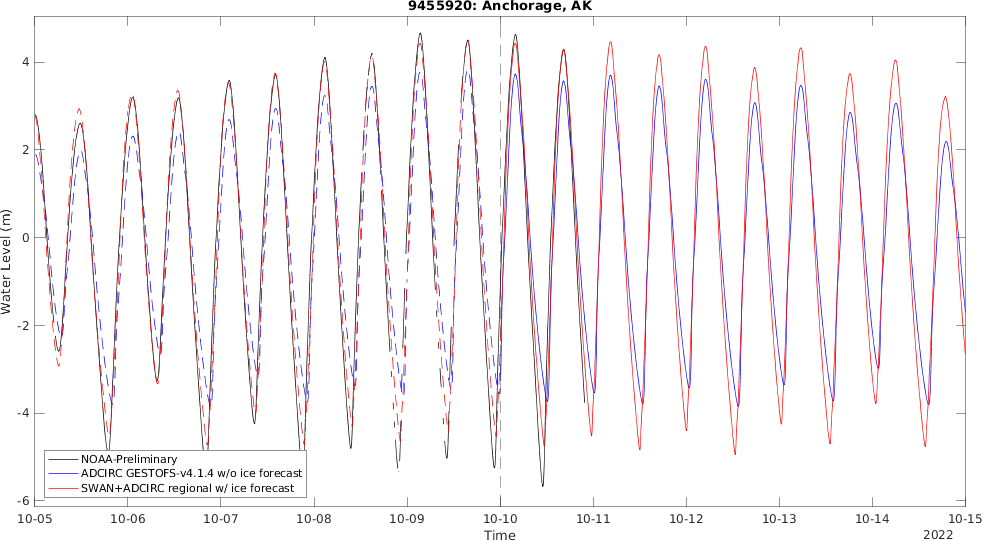 9455920: Anchorage, AK
Water Level (m)
4
2
0
-2
-4
-6
NOAA-Preliminary
ADCIRC GESTOFS-v4.1.4 w/o ice forecast
SWAN+ADCIRC regional w/ ice forecast
10-05 10-06 10-07 10-08 10-09 10-10 10-11 10-12 10-13 10-14 10-15
Time
2022